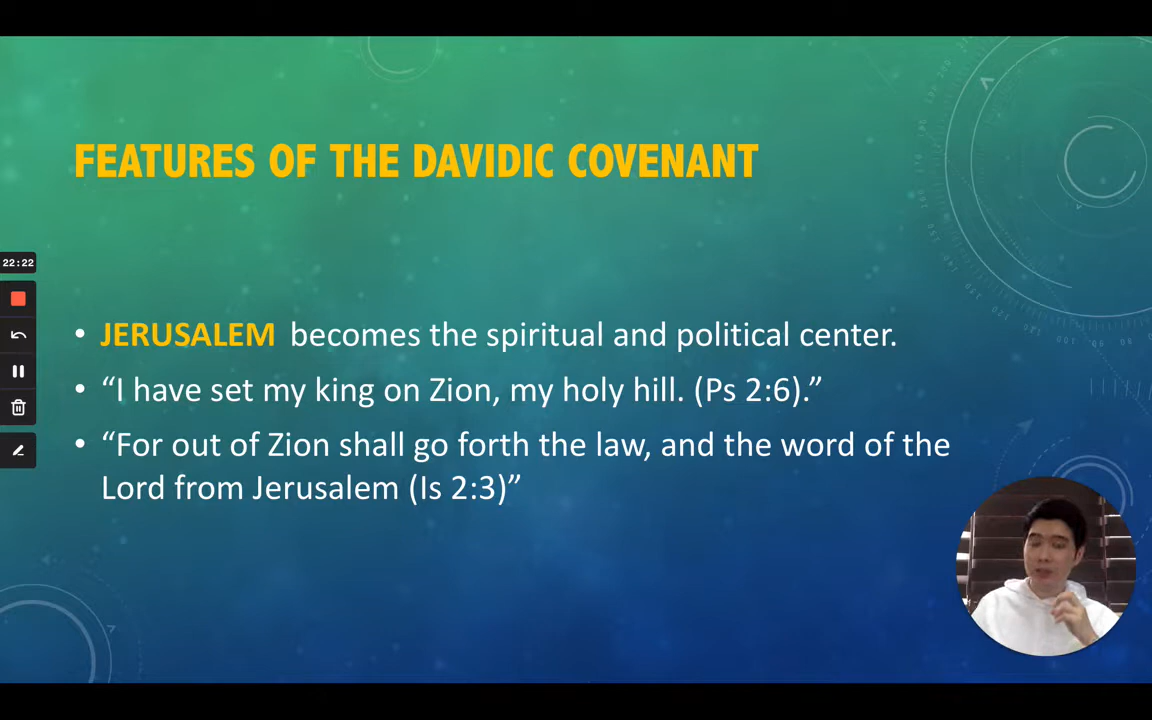 FEATURES OF THE DAVIDIC COVENANT
22:22
• JERUSALEM becomes the spiritual and political center.
• “I have set my king on Zion, my holy hill. (Ps 2:6).”
• “For out of Zion shall go forth the law, and the word of the
Lord from Jerusalem (Is 2:3)”